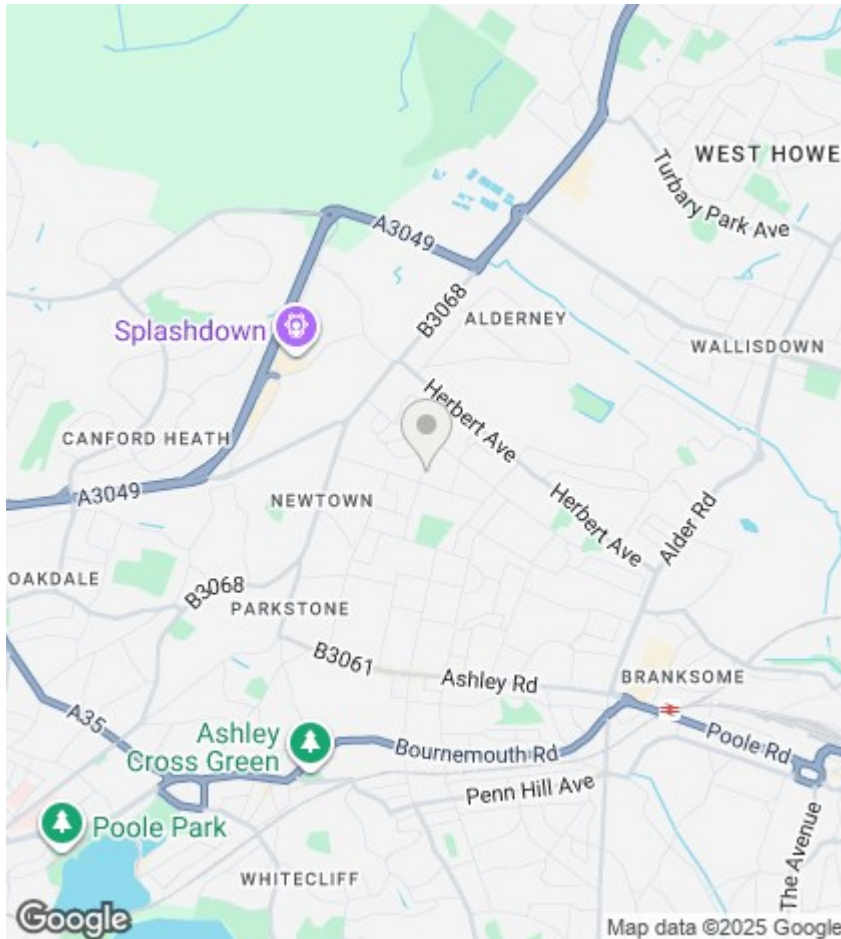 WEST HOWE
Turbary Park Ave
A3049
B3068
Splashdown
ALDERNEY
WALLISDOWN
Herbert Ave
CANFORD HEATH
A3049
NEWTOWN
Herbert Ave
Alder Rd
OAKDALE
B3068
PARKSTONE
B3061
Ashley Rd
BRANKSOME
A35
Ashley
Cross Green
Bournemouth Rd
Poole Rd
Penn Hill Ave
Poole Park
The Avenue
WHITECLIFF
Google
Map data ©2025 Google